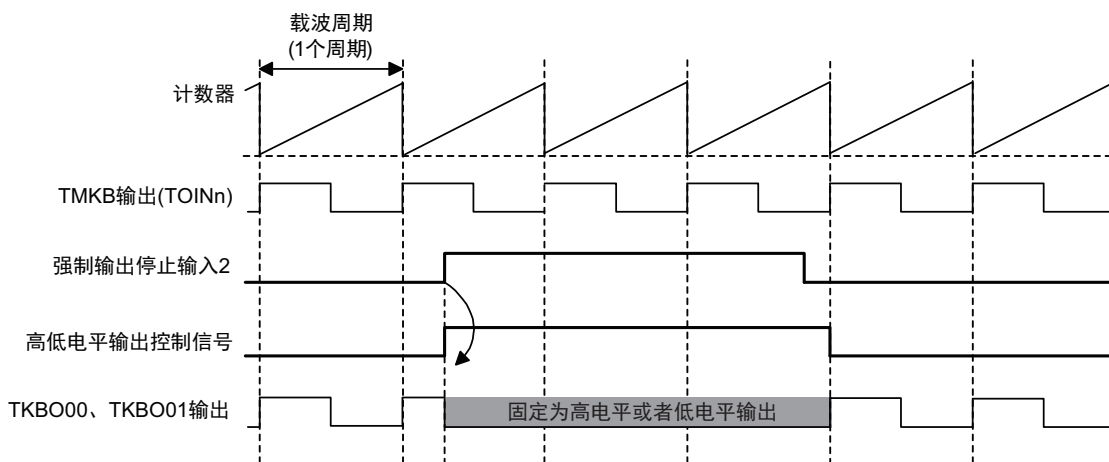 载波周期
(1个周期)
计数器
TMKB输出(TOINn)
强制输出停止输入2
高低电平输出控制信号
TKBO00、TKBO01输出
固定为高电平或者低电平输出